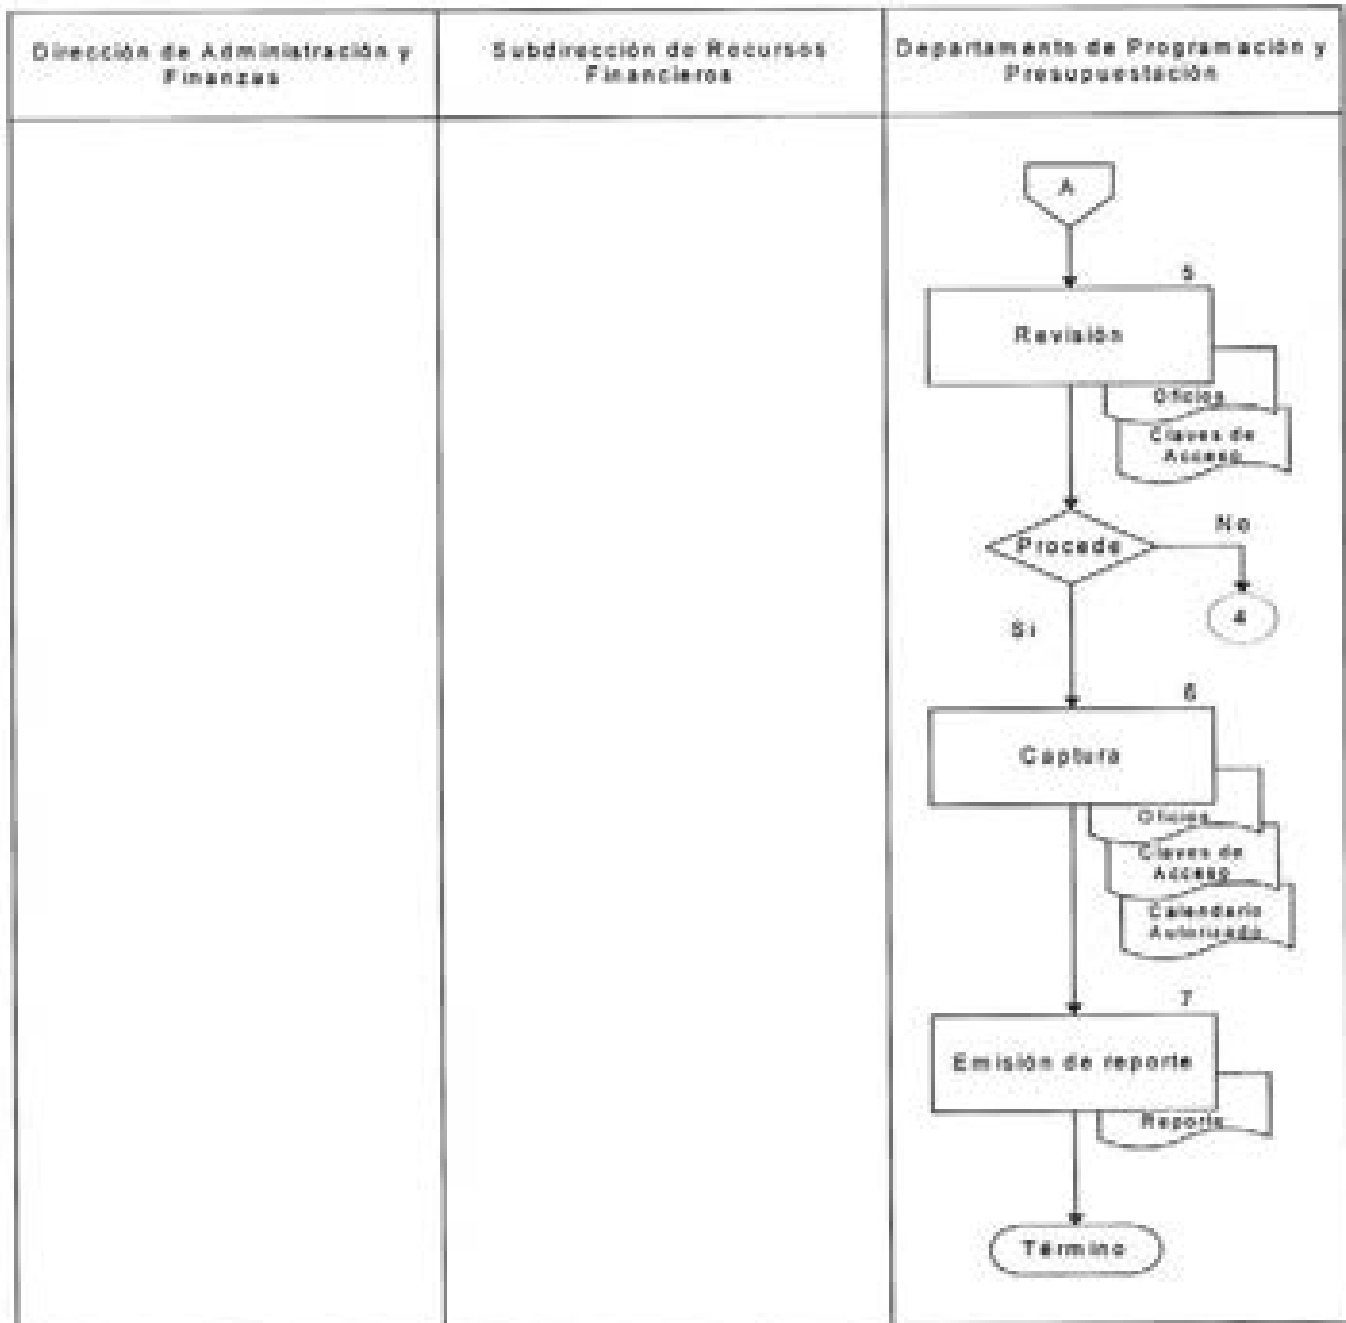 Dirección de Administración y
Finanzas
Subdirección de Recursos
Financieros
Departamento de Programación y
Presupuestación
A
5
Revisión
Oficios
Claves de
Acceso
Procede
No
4
Si
6
Captura
Oficios
Claves de
Acceso
Calendario
Autorizado
7
Emisión de reporte
Reporte
Término